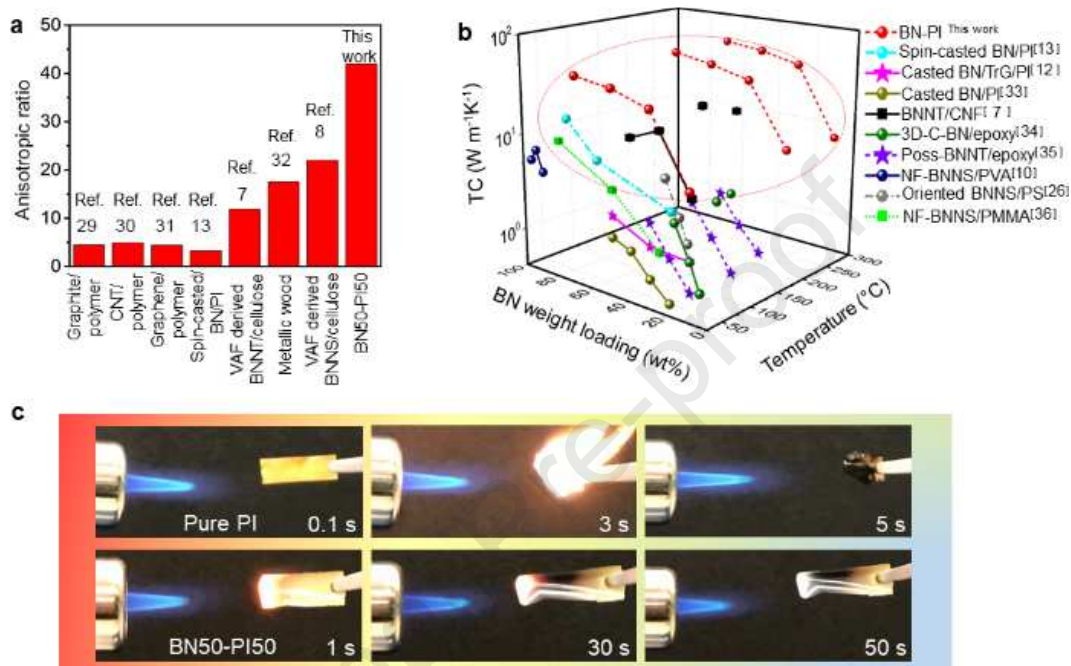 a
Anisotropic ratio
50
40
30
20
10
0
Ref.
29
Ref.
30
Ref.
31
Ref.
13
Ref.
7
Ref.
32
Ref.
8
This
work
Graphite/
polymer
CNT/
polymer
Graphene/
polymer
Spin-casted/
BN/PI
VAF derived
BNNT/cellulose
Metallic wood
VAF derived
BNNS/cellulose
BN50-PI50
b
TC (W m⁻¹K⁻¹)
10²
10¹
10⁰
100
80
60
40
20
0
BN weight loading (wt%)
50
100
150
200
250
300
Temperature (°C)
BN-PI This work
Spin-casted BN/PI[13]
Casted BN/TrG/PI[12]
Casted BN/PI[33]
BNNT/CNF[7]
3D-C-BN/epoxy[34]
Poss-BNNT/epoxy[35]
NF-BNNS/PVA[10]
Oriented BNNS/PS[26]
NF-BNNS/PMMA[36]
c
Pure PI
0.1 s
3 s
5 s
BN50-PI50
1 s
30 s
50 s